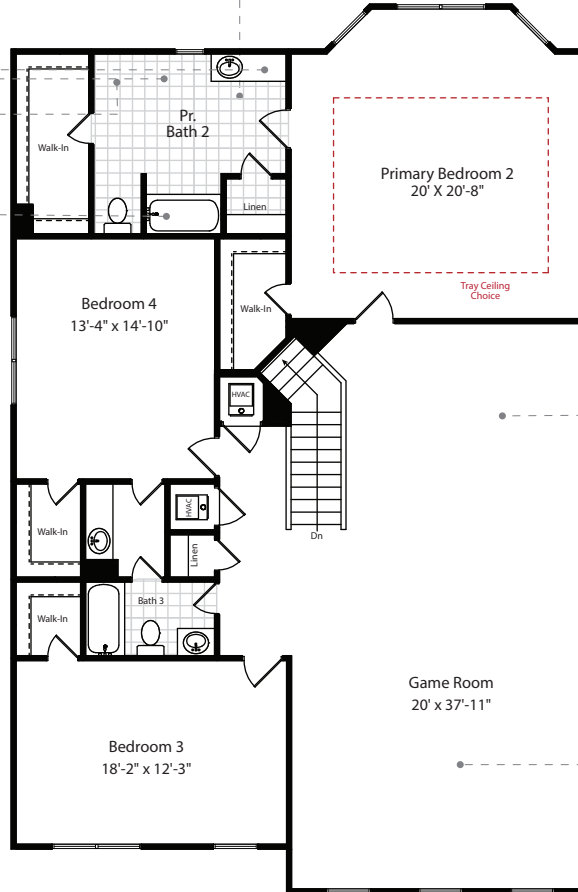 Pr.
Bath 2
Walk-In
Linen
Primary Bedroom 2
20' X 20'-8"
Tray Ceiling
Choice
Walk-In
Bedroom 4
13'-4" x 14'-10"
HVAC
HVAC
Walk-In
Dn
Linen
Bath 3
Walk-In
Game Room
20' x 37'-11"
Bedroom 3
18'-2" x 12'-3"